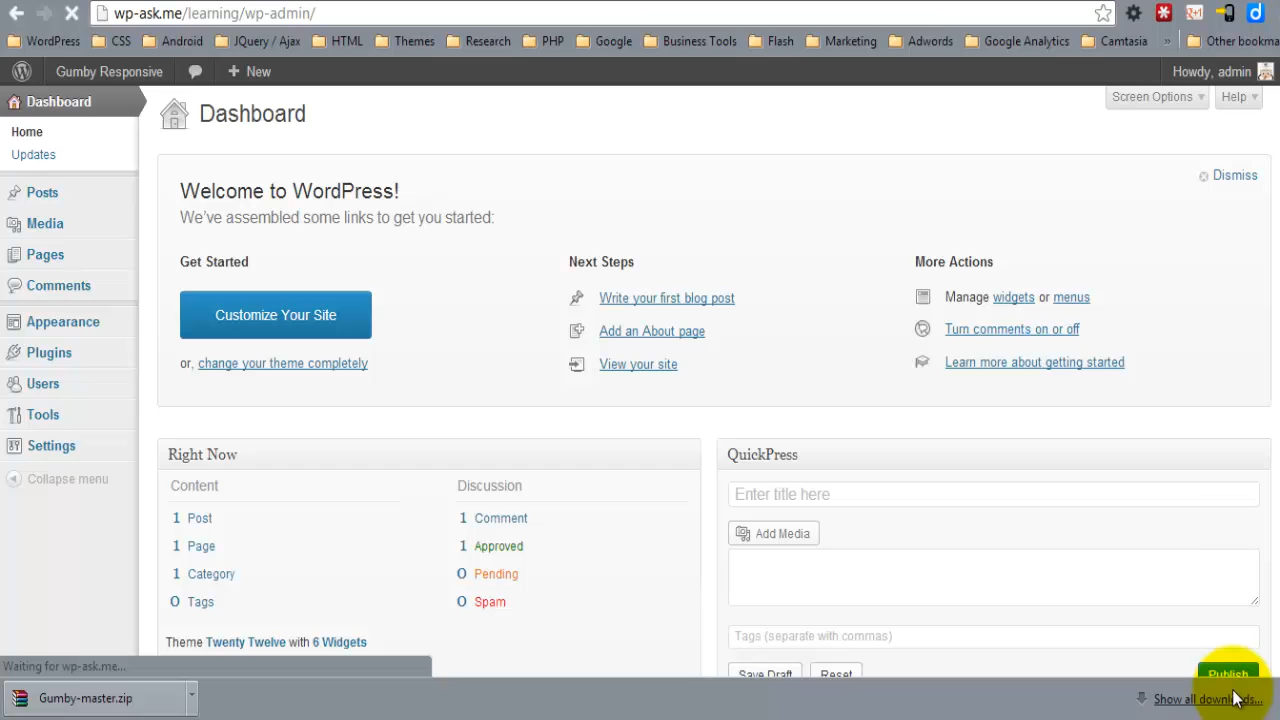 wp-ask.me/learning/wp-admin/
WordPress CSS Android JQuery / Ajax HTML Themes Research PHP Google Business Tools Flash Marketing Adwords Google Analytics Camtasia » Other bookma
Gumby Responsive + New Howdy, admin
Dashboard
Home
Updates
Posts
Media
Pages
Comments
Appearance
Plugins
Users
Tools
Settings
Collapse menu
Screen Options Help
Dashboard
Dismiss
Welcome to WordPress!
We've assembled some links to get you started:
Get Started
Customize Your Site
or, change your theme completely
Next Steps
Write your first blog post
Add an About page
View your site
More Actions
Manage widgets or menus
Turn comments on or off
Learn more about getting started
Right Now
Content
1 Post
1 Page
1 Category
0 Tags
Discussion
1 Comment
1 Approved
0 Pending
0 Spam
Theme Twenty Twelve with 6 Widgets
QuickPress
Enter title here
Add Media
Tags (separate with commas)
Save Draft Reset Publish
Waiting for wp-ask.me...
Gumby-master.zip
Show all downloads...